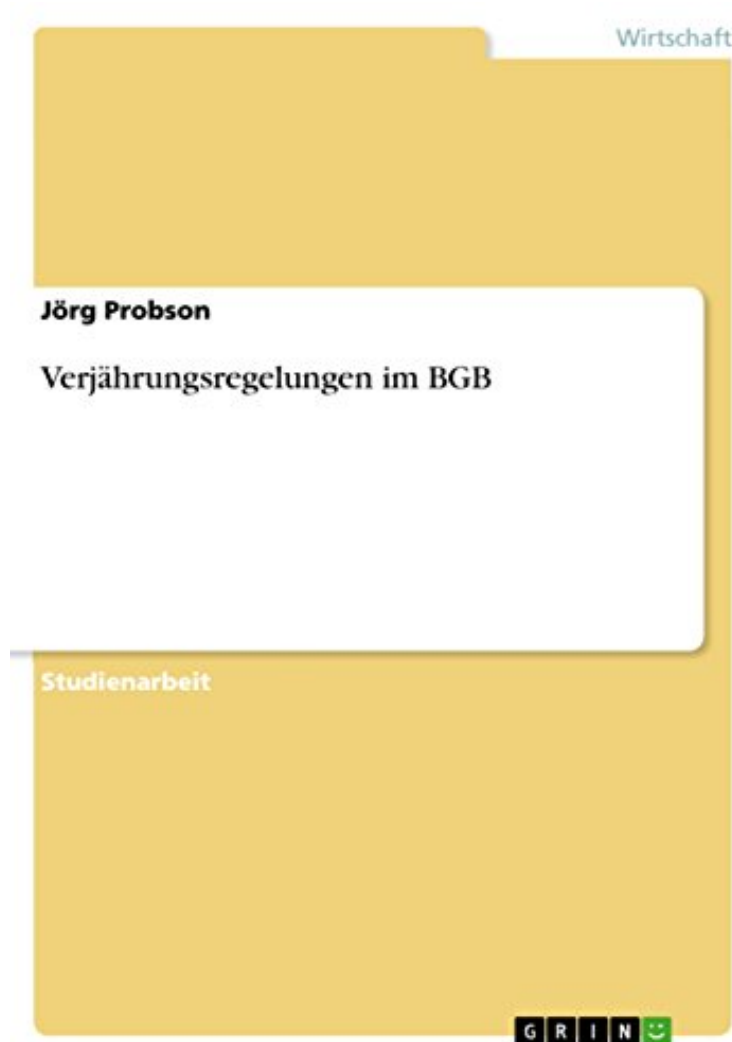 Wirtschaft
Jörg Probson
Verjährungsregelungen im BGB
Studienarbeit
GRIN